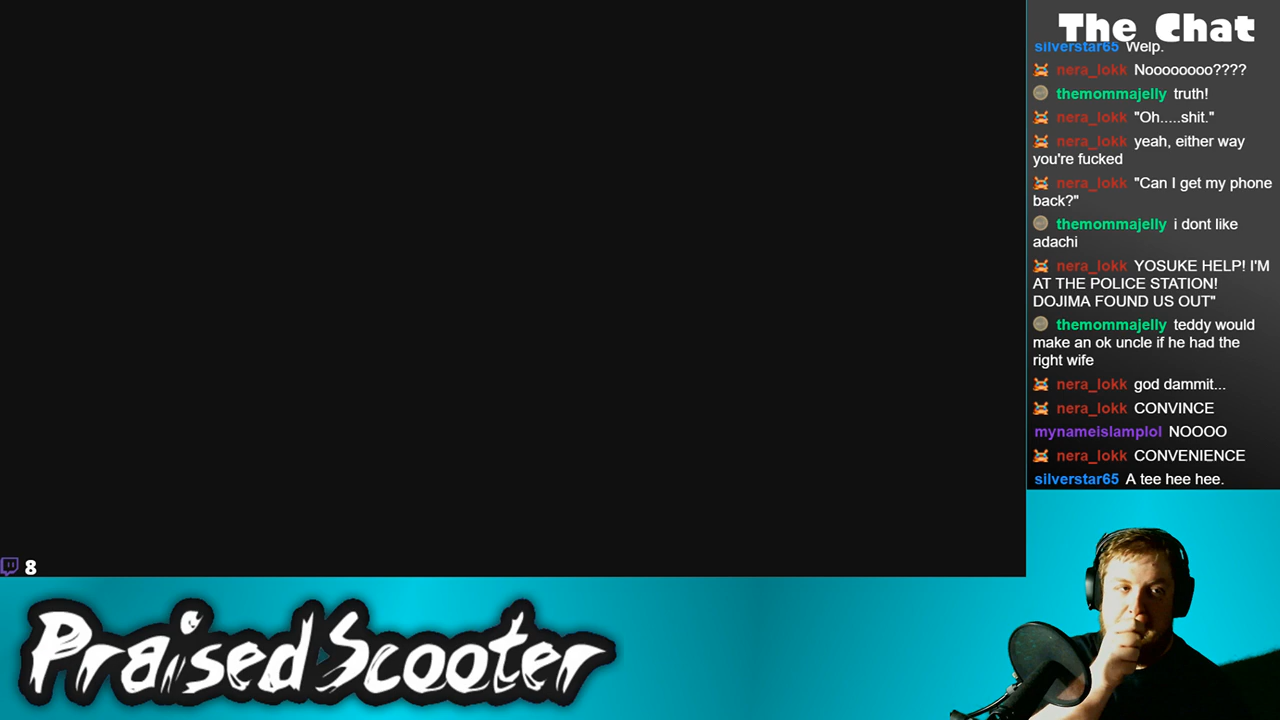 The Chat
silverstar65 Welp.
nera_lokk Noooooooo????
themommajelly truth!
nera_lokk "Oh.....shit."
nera_lokk yeah, either way
you're fucked
nera_lokk "Can I get my phone
back?"
themommajelly i dont like
adachi
nera_lokk YOSUKE HELP! I'M
AT THE POLICE STATION!
DOJIMA FOUND US OUT"
themommajelly teddy would
make an ok uncle if he had the
right wife
nera_lokk god dammit...
nera_lokk CONVINCE
mynameislamplol NOOOO
nera_lokk CONVENIENCE
silverstar65 A tee hee hee.
8
PraisedScooter